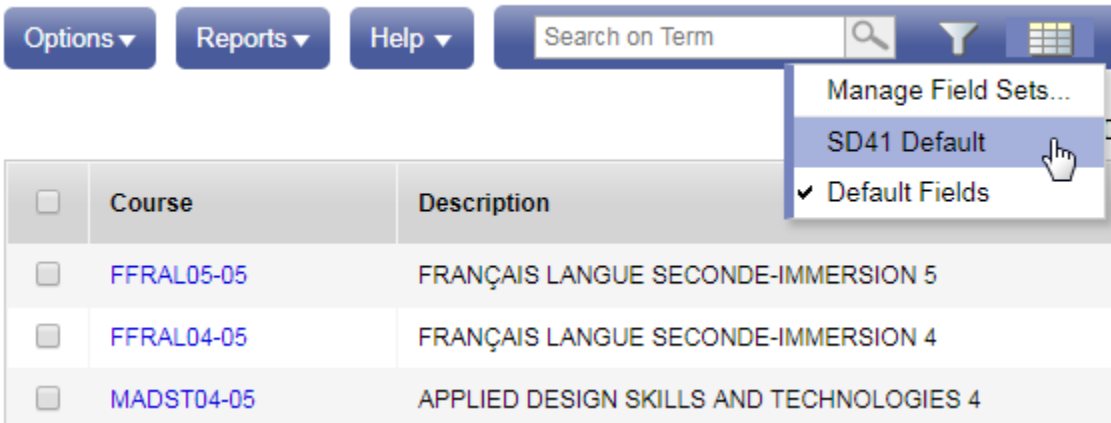 Options Reports Help Search on Term
Manage Field Sets...
SD41 Default
Default Fields
Course Description
FFRAL05-05 FRANÇAIS LANGUE SECONDE-IMMERSION 5
FFRAL04-05 FRANÇAIS LANGUE SECONDE-IMMERSION 4
MADST04-05 APPLIED DESIGN SKILLS AND TECHNOLOGIES 4